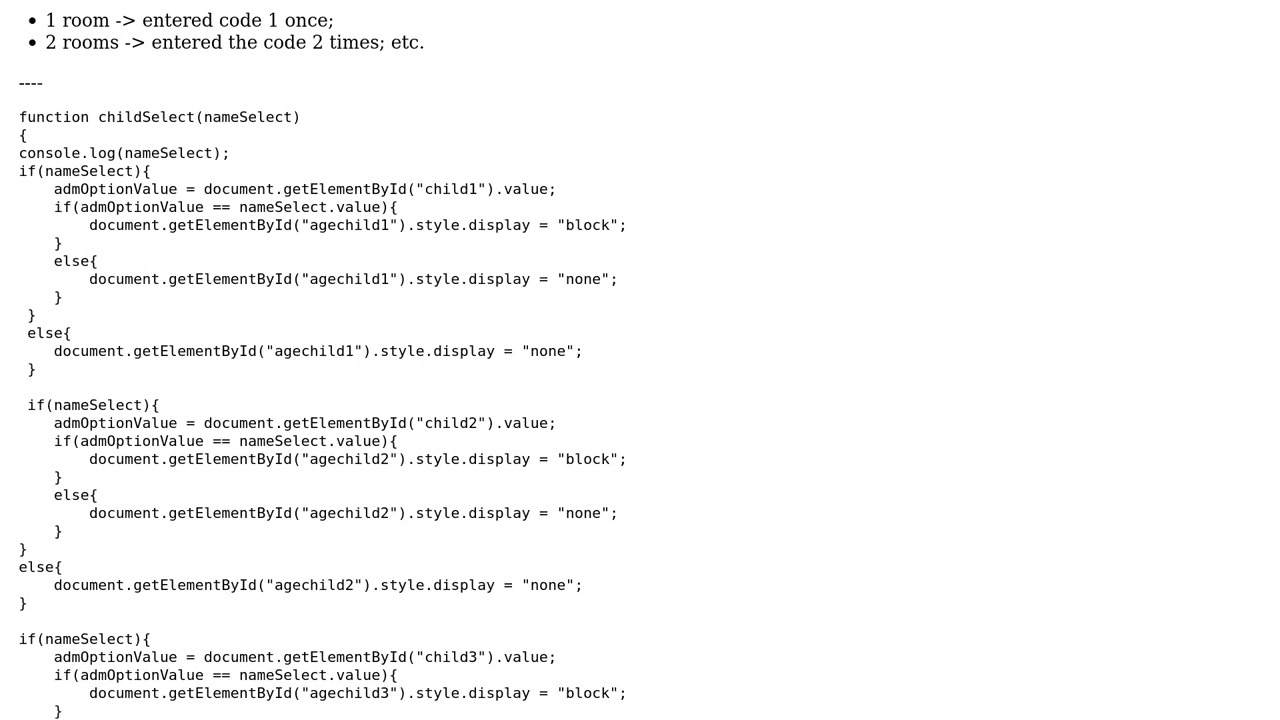 • 1 room -> entered code 1 once;
• 2 rooms -> entered the code 2 times; etc.
----
function childSelect(nameSelect)
{
console.log(nameSelect);
if(nameSelect){
    admOptionValue = document.getElementById("child1").value;
    if(admOptionValue == nameSelect.value){
        document.getElementById("agechild1").style.display = "block";
    }
    else{
        document.getElementById("agechild1").style.display = "none";
    }
 }
 else{
    document.getElementById("agechild1").style.display = "none";
 }

 if(nameSelect){
    admOptionValue = document.getElementById("child2").value;
    if(admOptionValue == nameSelect.value){
        document.getElementById("agechild2").style.display = "block";
    }
    else{
        document.getElementById("agechild2").style.display = "none";
    }
}
else{
    document.getElementById("agechild2").style.display = "none";
}

if(nameSelect){
    admOptionValue = document.getElementById("child3").value;
    if(admOptionValue == nameSelect.value){
        document.getElementById("agechild3").style.display = "block";
    }